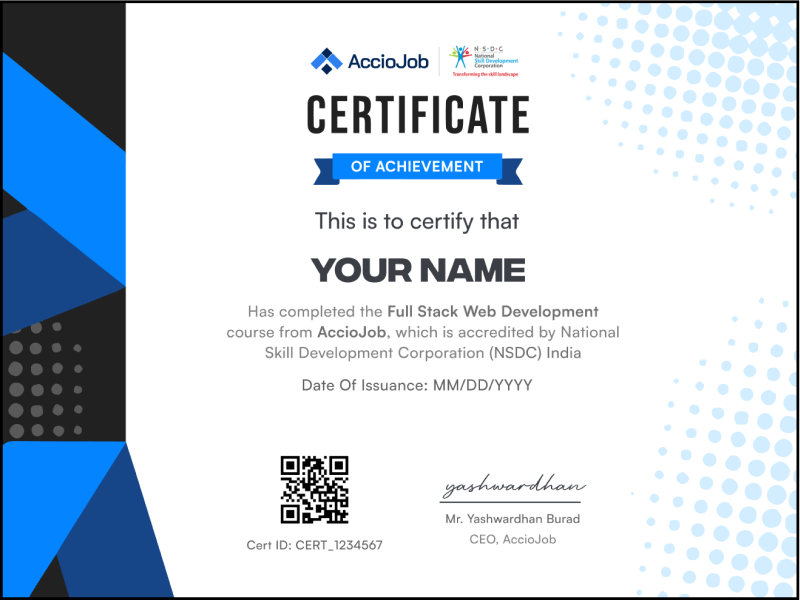 AccioJob
N·S·D·C
National
Skill Development
Corporation
Transforming the skill landscape
CERTIFICATE
OF ACHIEVEMENT
This is to certify that
YOUR NAME
Has completed the Full Stack Web Development
course from AccioJob, which is accredited by National
Skill Development Corporation (NSDC) India
Date Of Issuance: MM/DD/YYYY
yashwardhan
Mr. Yashwardhan Burad
CEO, AccioJob
Cert ID: CERT_1234567